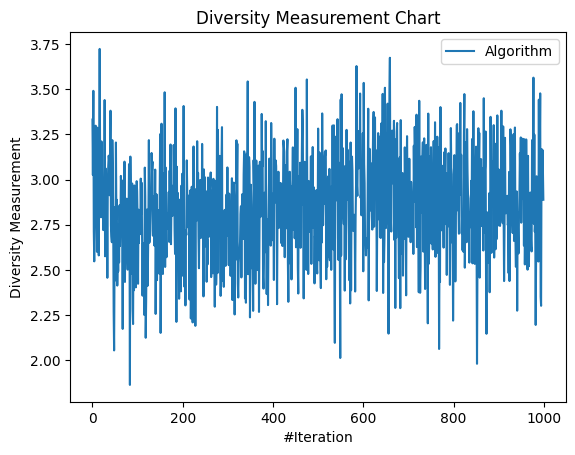 Diversity Measurement Chart
Algorithm
Diversity Measurement
3.75
3.50
3.25
3.00
2.75
2.50
2.25
2.00
0 200 400 600 800 1000
#Iteration